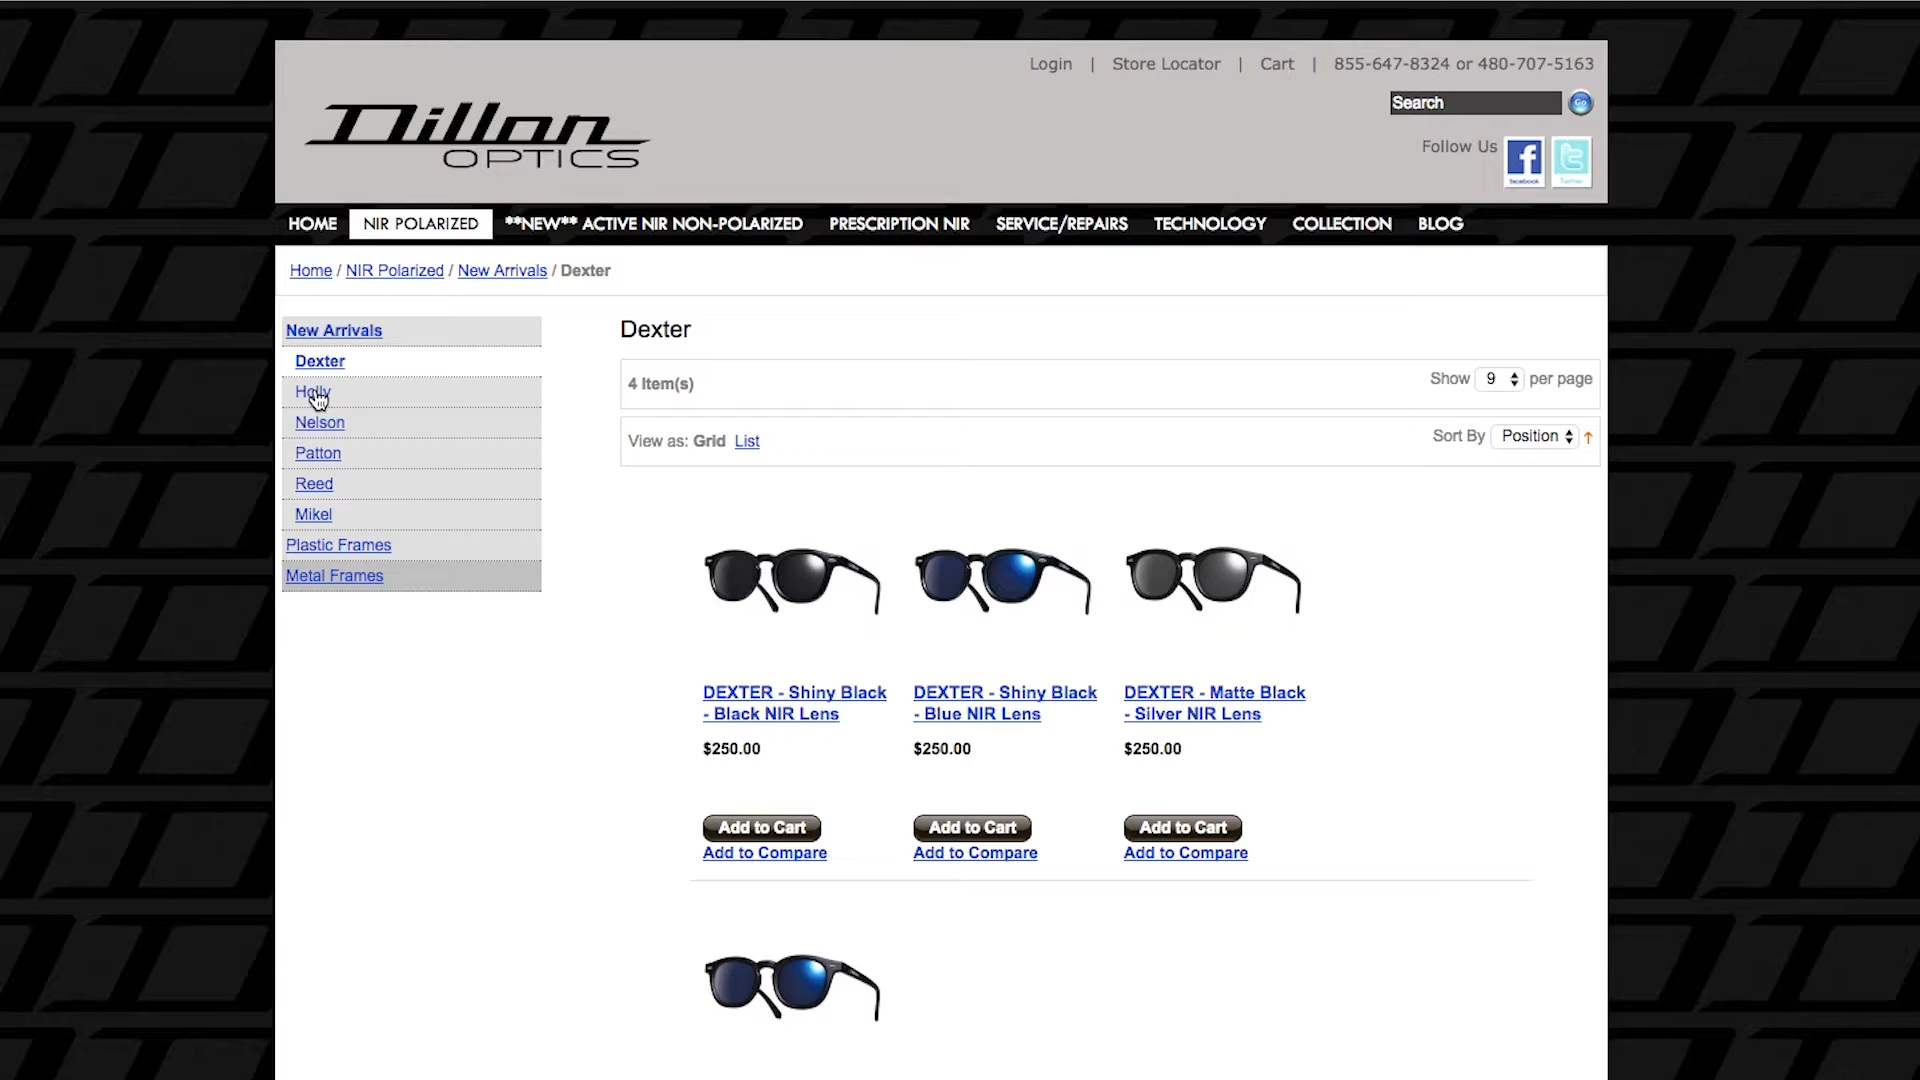 Login | Store Locator | Cart | 855-647-8324 or 480-707-5163
Dillon
OPTICS
Search
Go
Follow Us
facebook
Twitter
HOME NIR POLARIZED **NEW** ACTIVE NIR NON-POLARIZED PRESCRIPTION NIR SERVICE/REPAIRS TECHNOLOGY COLLECTION BLOG
Home / NIR Polarized / New Arrivals / Dexter
New Arrivals
Dexter
Holly
Nelson
Patton
Reed
Mikel
Plastic Frames
Metal Frames
Dexter
4 Item(s)
Show 9 per page
View as: Grid List
Sort By Position
DEXTER - Shiny Black
- Black NIR Lens
$250.00
Add to Cart
Add to Compare
DEXTER - Shiny Black
- Blue NIR Lens
$250.00
Add to Cart
Add to Compare
DEXTER - Matte Black
- Silver NIR Lens
$250.00
Add to Cart
Add to Compare